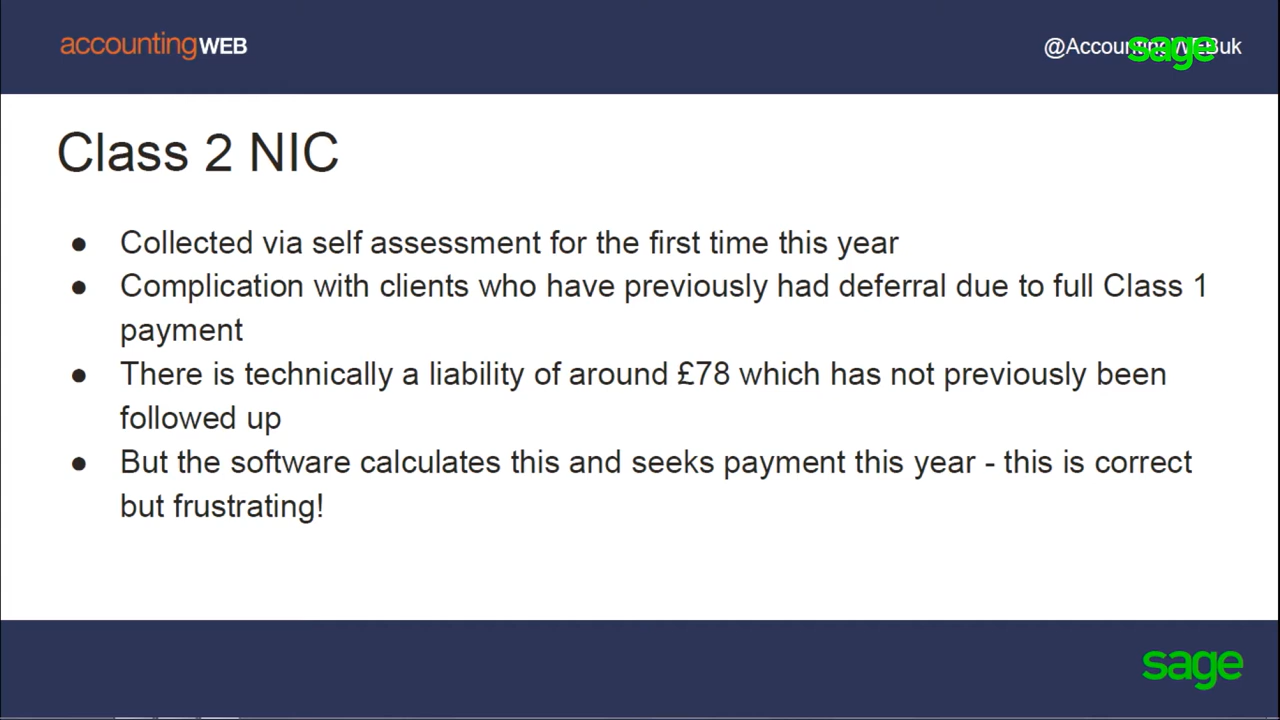 accountingWEB
@AccountingWEBuk
sage
Class 2 NIC
● Collected via self assessment for the first time this year
● Complication with clients who have previously had deferral due to full Class 1
payment
● There is technically a liability of around £78 which has not previously been
followed up
● But the software calculates this and seeks payment this year - this is correct
but frustrating!
sage